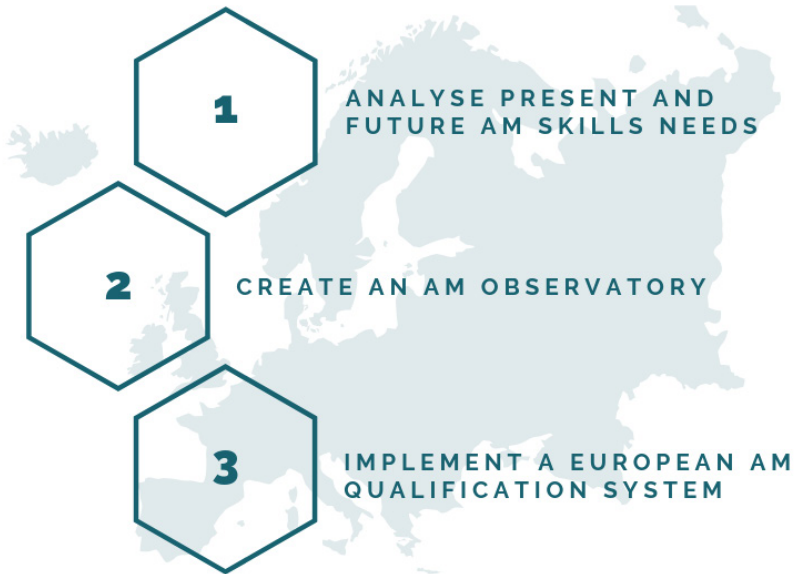 1
ANALYSE PRESENT AND
FUTURE AM SKILLS NEEDS
2
CREATE AN AM OBSERVATORY
3
IMPLEMENT A EUROPEAN AM
QUALIFICATION SYSTEM